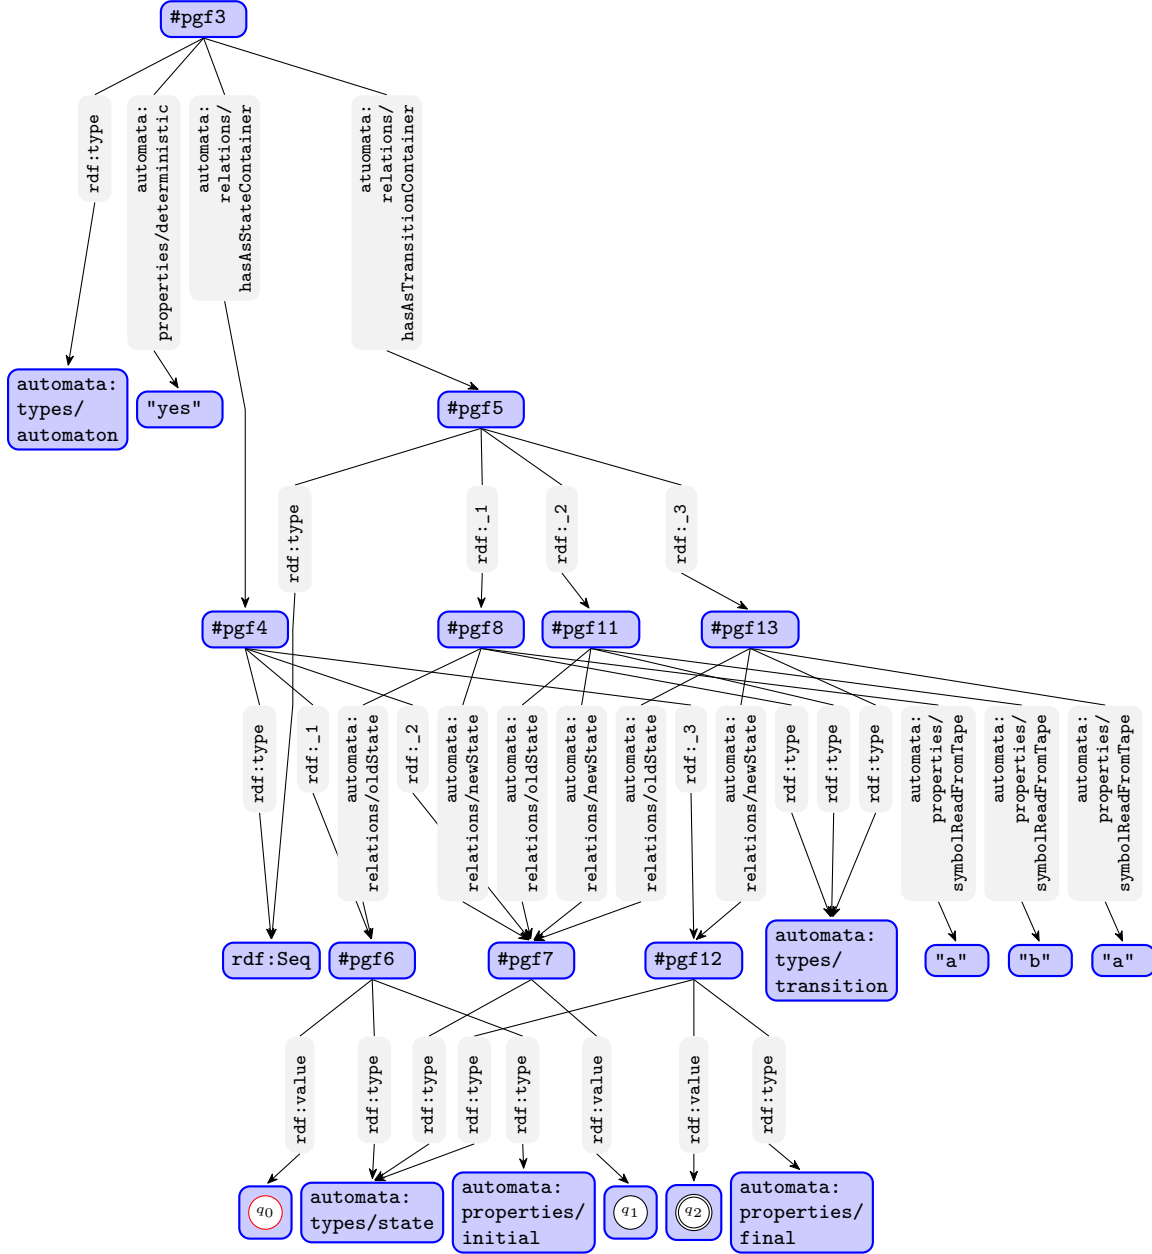 #pgf3
rdf:type
automata:
properties/deterministic
automata:
relations/
hasAsStateContainer
atuomata:
relations/
hasAsTransitionContainer
automata:
types/
automaton
"yes"
#pgf5
rdf:type
rdf:_1
rdf:_2
rdf:_3
#pgf4
#pgf8
#pgf11
#pgf13
rdf:type
rdf:_1
automata:
relations/oldState
rdf:_2
automata:
relations/newState
automata:
relations/oldState
automata:
relations/newState
automata:
relations/oldState
rdf:_3
automata:
relations/newState
rdf:type
rdf:type
rdf:type
automata:
properties/
symbolReadFromTape
automata:
properties/
symbolReadFromTape
automata:
properties/
symbolReadFromTape
rdf:Seq
#pgf6
#pgf7
#pgf12
automata:
types/
transition
"a"
"b"
"a"
rdf:value
rdf:type
rdf:type
rdf:type
rdf:type
rdf:value
rdf:value
rdf:type
q0
automata:
types/state
automata:
properties/
initial
q1
q2
automata:
properties/
final